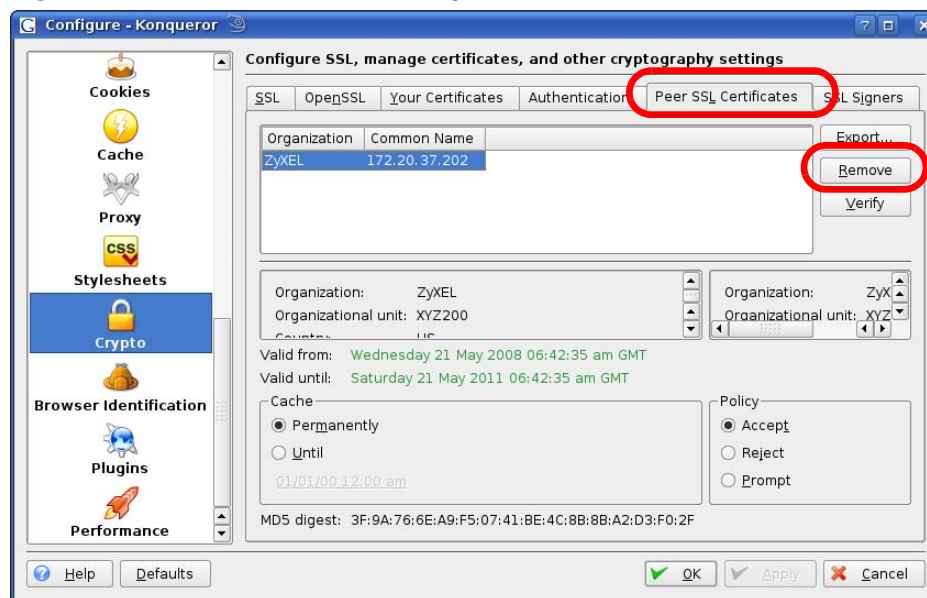 Configure - Konqueror
Cookies
Cache
Proxy
CSS
Stylesheets
Crypto
Browser Identification
Plugins
Performance
Configure SSL, manage certificates, and other cryptography settings
SSL OpenSSL Your Certificates Authentication Peer SSL Certificates SSL Signers
Organization Common Name
ZyXEL 172.20.37.202
Export...
Remove
Verify
Organization: ZyXEL
Organizational unit: XYZ200
Country: US
Organization: ZyX
Organizational unit: XYZ
Valid from: Wednesday 21 May 2008 06:42:35 am GMT
Valid until: Saturday 21 May 2011 06:42:35 am GMT
Cache
Permanently
Until
01/01/00 12:00 am
Policy
Accept
Reject
Prompt
MD5 digest: 3F:9A:76:6E:A9:F5:07:41:BE:4C:8B:8B:A2:D3:F0:2F
Help Defaults OK Apply Cancel